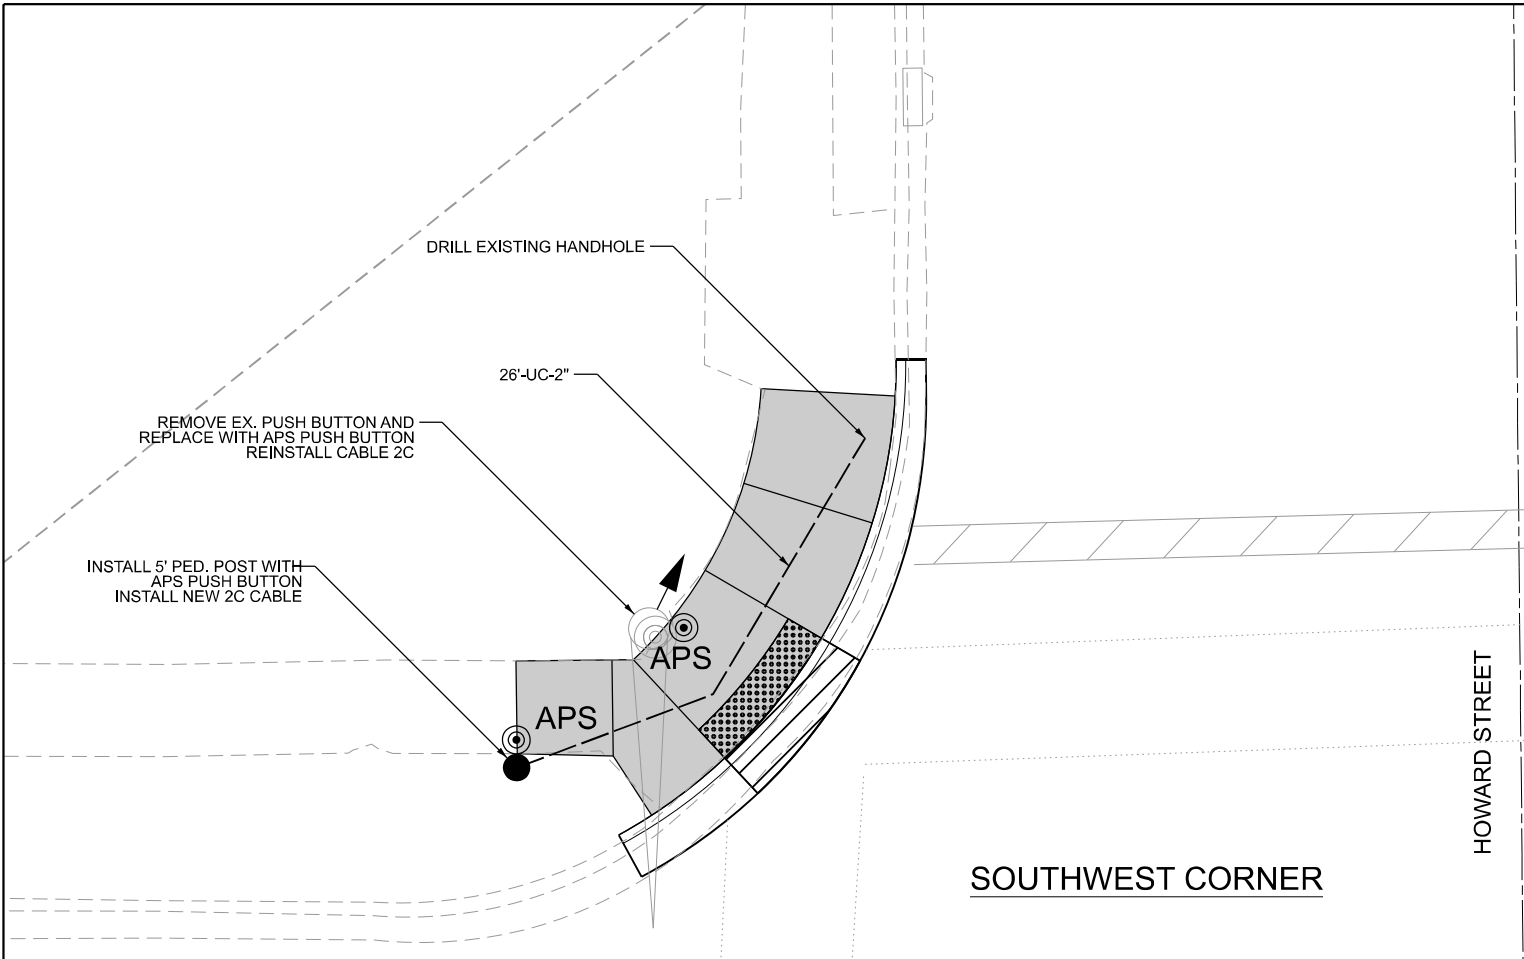 DRILL EXISTING HANDHOLE
26'-UC-2"
REMOVE EX. PUSH BUTTON AND
REPLACE WITH APS PUSH BUTTON
REINSTALL CABLE 2C
INSTALL 5' PED. POST WITH
APS PUSH BUTTON
INSTALL NEW 2C CABLE
APS
APS
HOWARD STREET
SOUTHWEST CORNER